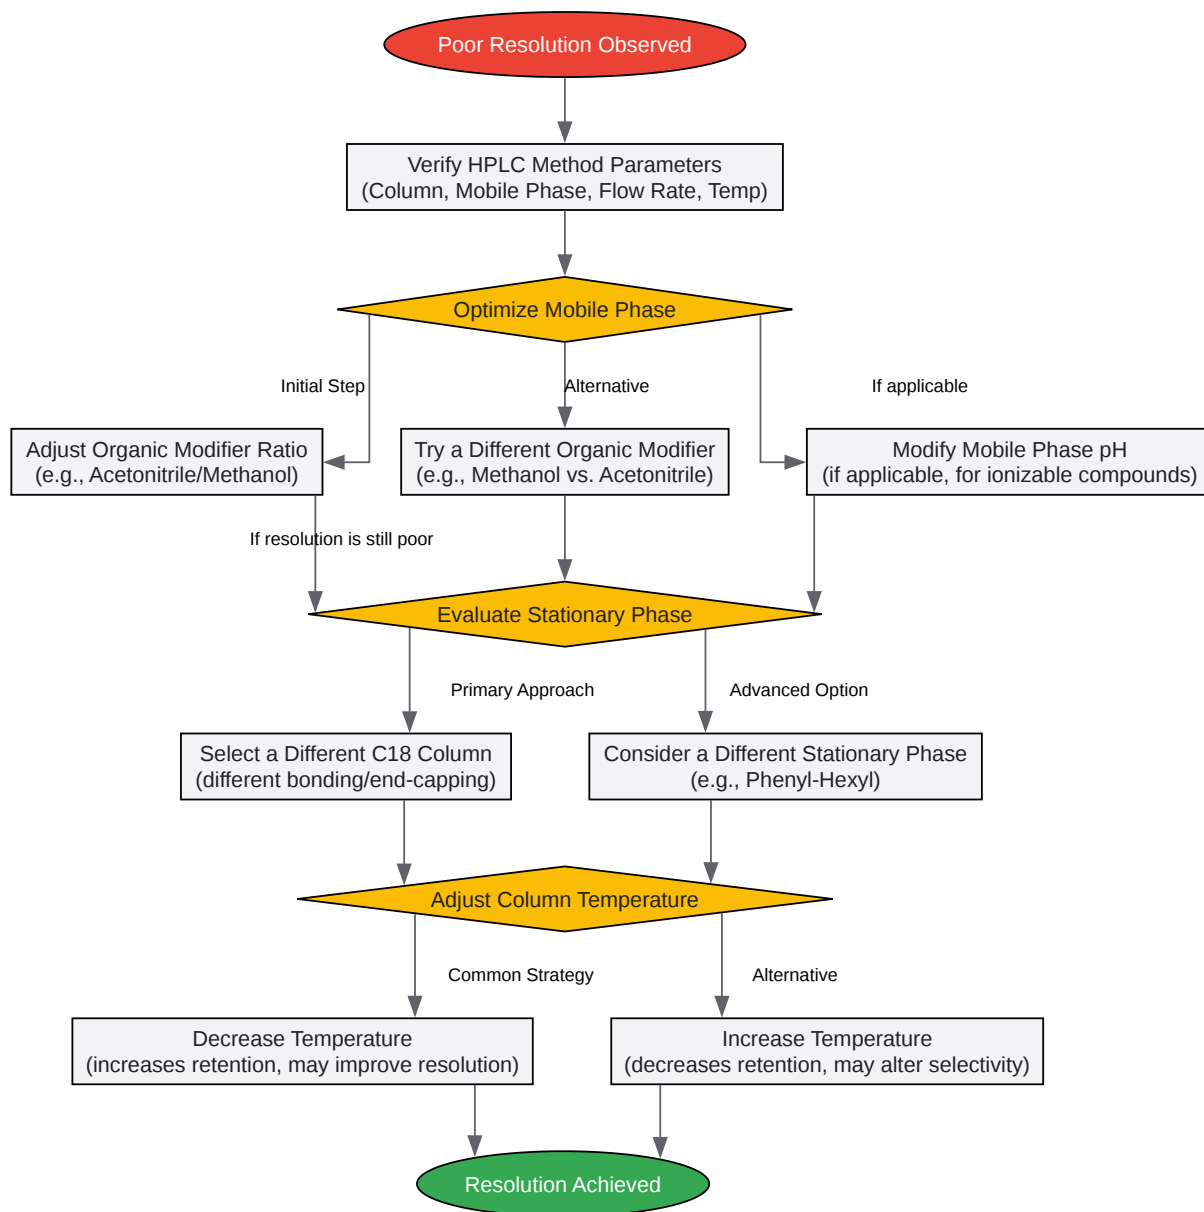 Poor Resolution Observed
Verify HPLC Method Parameters
(Column, Mobile Phase, Flow Rate, Temp)
Optimize Mobile Phase
Initial Step
Alternative
If applicable
Adjust Organic Modifier Ratio
(e.g., Acetonitrile/Methanol)
Try a Different Organic Modifier
(e.g., Methanol vs. Acetonitrile)
Modify Mobile Phase pH
(if applicable, for ionizable compounds)
If resolution is still poor
Evaluate Stationary Phase
Primary Approach
Advanced Option
Select a Different C18 Column
(different bonding/end-capping)
Consider a Different Stationary Phase
(e.g., Phenyl-Hexyl)
Adjust Column Temperature
Common Strategy
Alternative
Decrease Temperature
(increases retention, may improve resolution)
Increase Temperature
(decreases retention, may alter selectivity)
Resolution Achieved